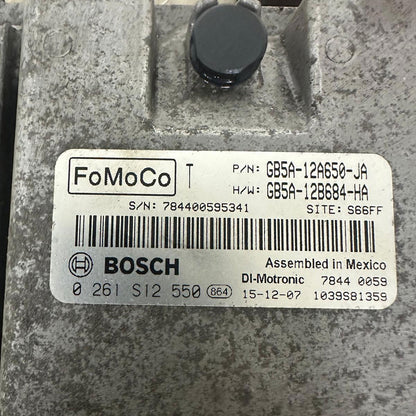 FoMoCo T P/N: GB5A-12A650-JA
H/W: GB5A-12B684-HA
S/N: 784400595341 SITE: S66FF
BOSCH Assembled in Mexico
DI-Motronic 7844 0059
0 261 S12 550 864 15-12-07 1039S81359